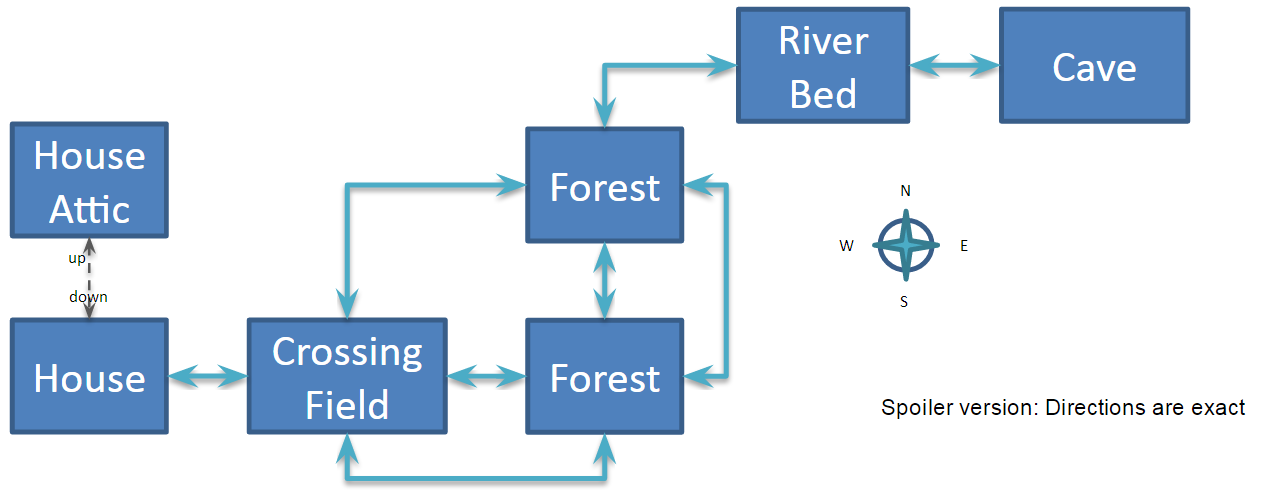 River
Bed
Cave
House
Attic
Forest
N
W
E
S
up
down
House
Crossing
Field
Forest
Spoiler version: Directions are exact